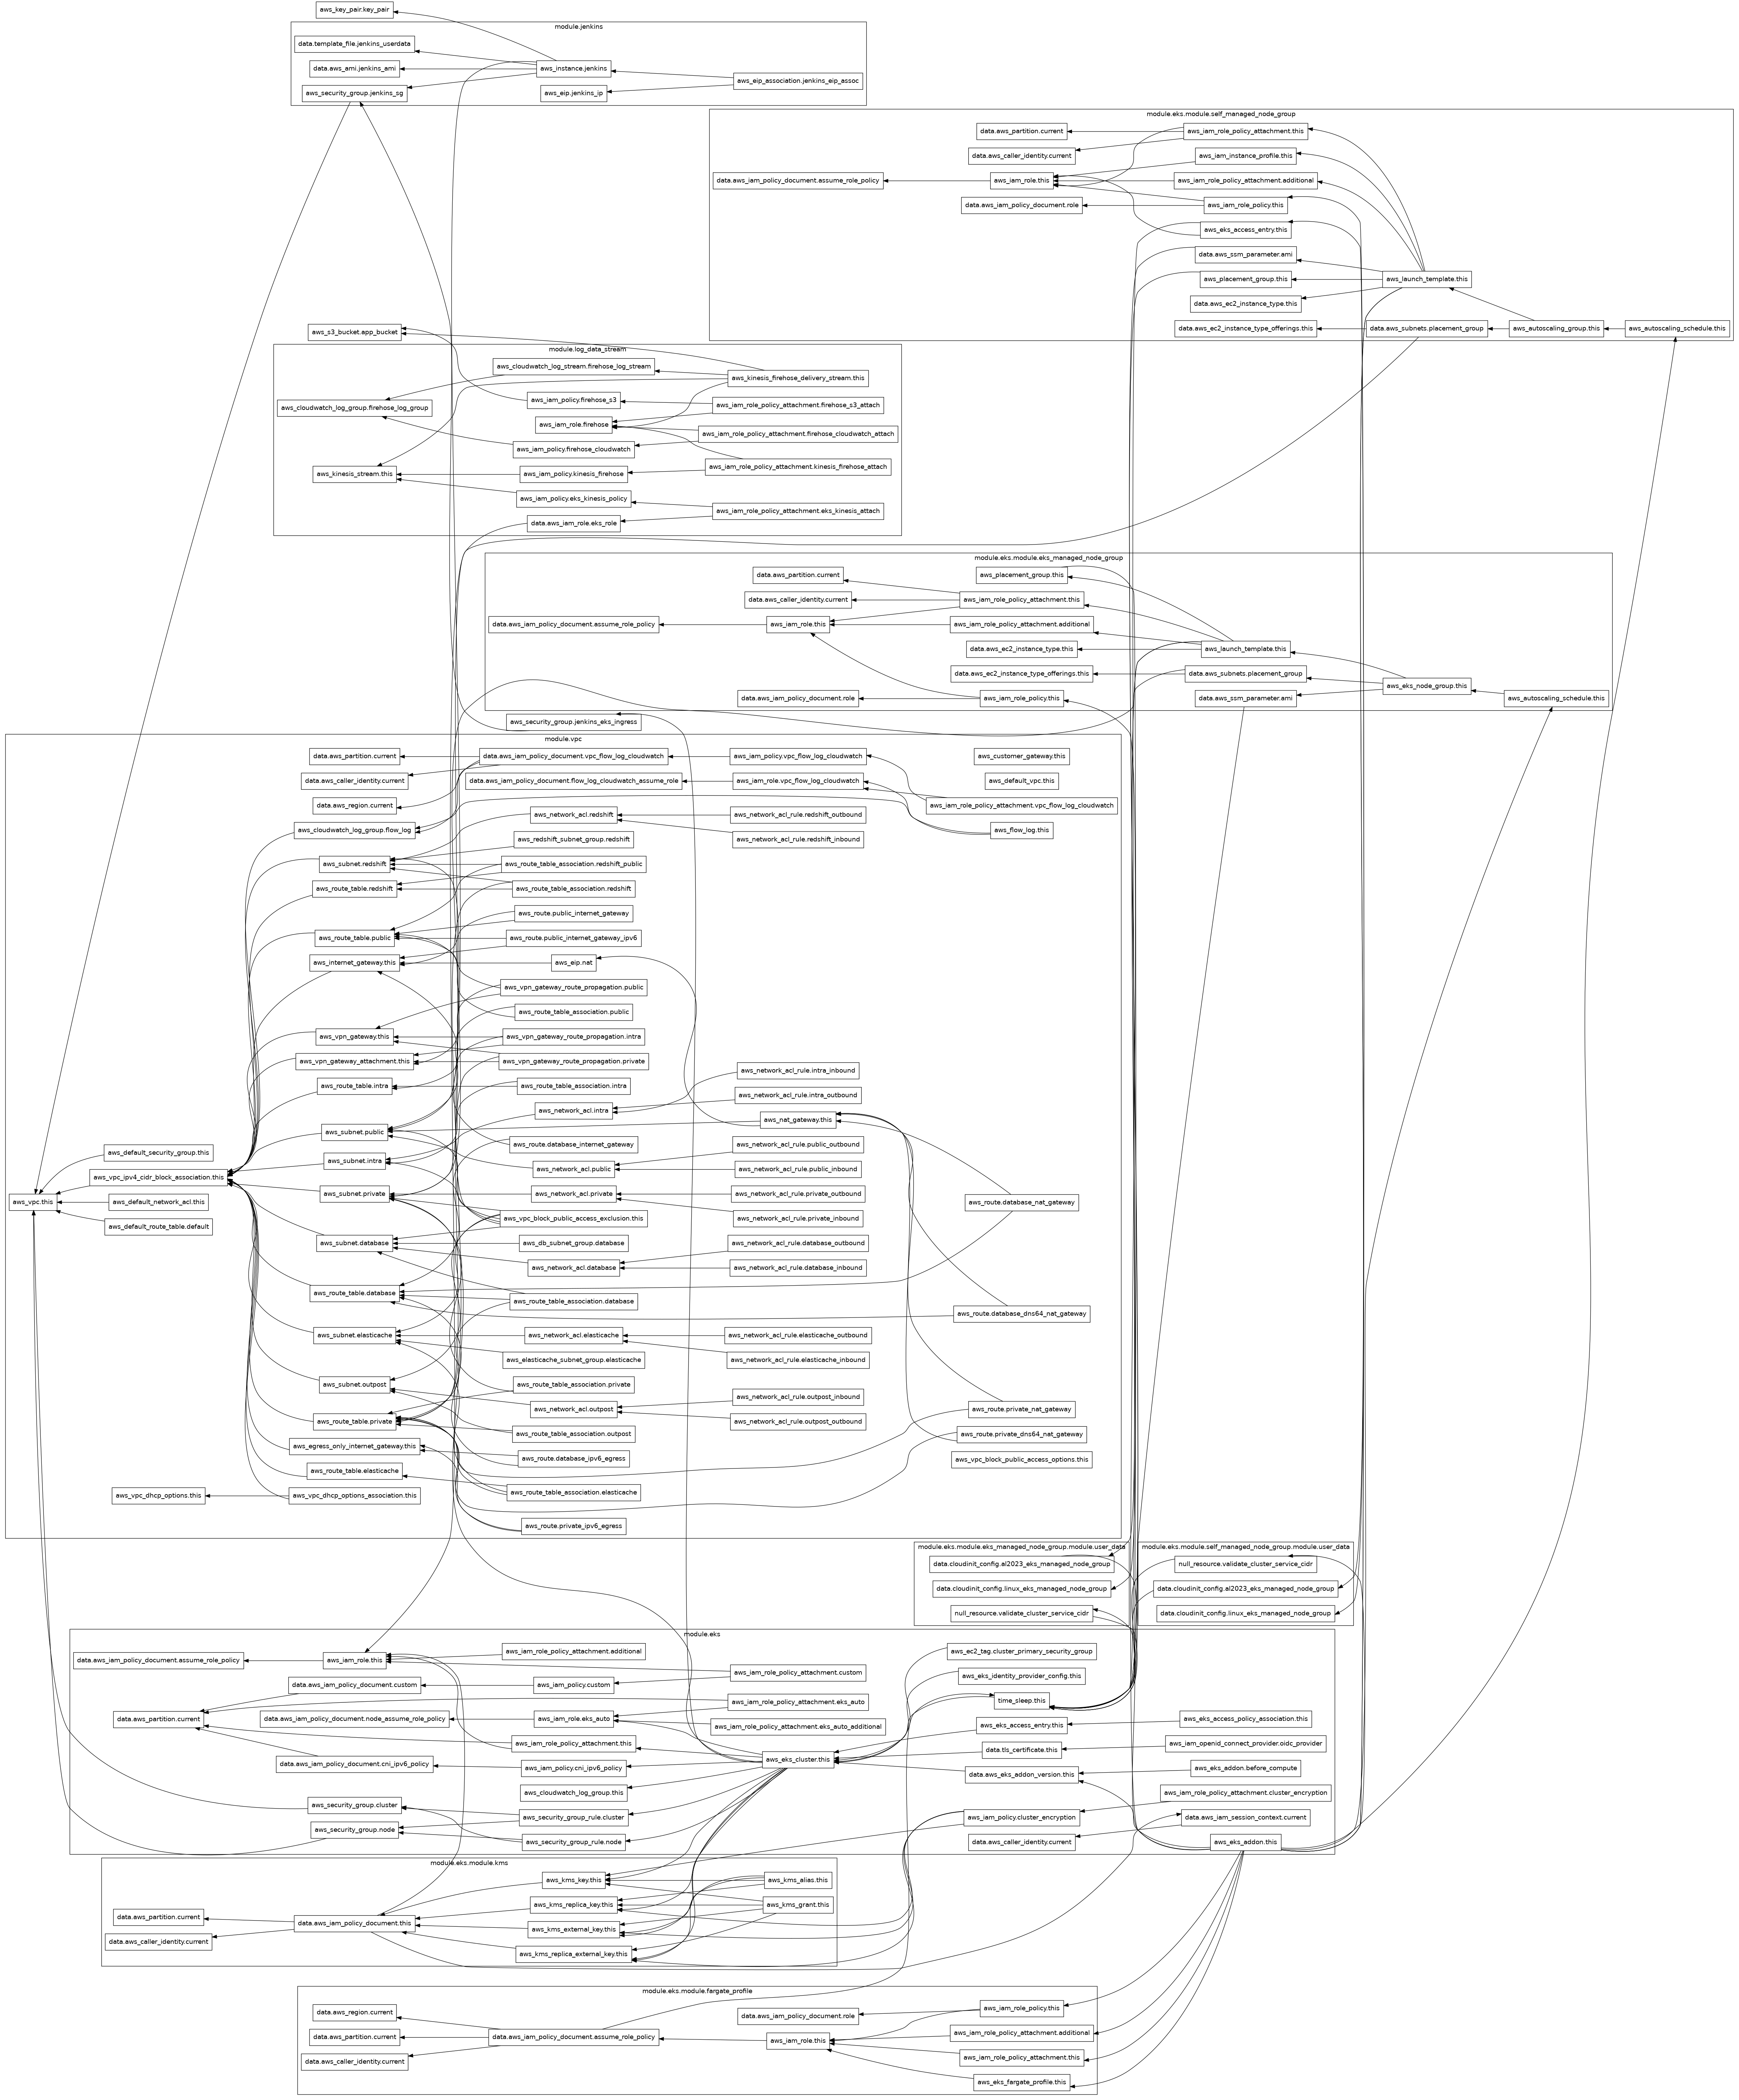 aws_key_pair.key_pair
module.jenkins
data.template_file.jenkins_userdata
data.aws_ami.jenkins_ami
aws_instance.jenkins
aws_eip_association.jenkins_eip_assoc
aws_security_group.jenkins_sg
aws_eip.jenkins_ip
module.eks.module.self_managed_node_group
data.aws_partition.current
aws_iam_role_policy_attachment.this
data.aws_caller_identity.current
aws_iam_instance_profile.this
data.aws_iam_policy_document.assume_role_policy
aws_iam_role.this
aws_iam_role_policy_attachment.additional
data.aws_iam_policy_document.role
aws_iam_role_policy.this
aws_eks_access_entry.this
data.aws_ssm_parameter.ami
aws_placement_group.this
aws_launch_template.this
data.aws_ec2_instance_type.this
data.aws_ec2_instance_type_offerings.this
data.aws_subnets.placement_group
aws_autoscaling_group.this
aws_autoscaling_schedule.this
aws_s3_bucket.app_bucket
module.log_data_stream
aws_cloudwatch_log_stream.firehose_log_stream
aws_kinesis_firehose_delivery_stream.this
aws_cloudwatch_log_group.firehose_log_group
aws_iam_policy.firehose_s3
aws_iam_role_policy_attachment.firehose_s3_attach
aws_iam_role.firehose
aws_iam_role_policy_attachment.firehose_cloudwatch_attach
aws_iam_policy.firehose_cloudwatch
aws_kinesis_stream.this
aws_iam_policy.kinesis_firehose
aws_iam_role_policy_attachment.kinesis_firehose_attach
aws_iam_policy.eks_kinesis_policy
aws_iam_role_policy_attachment.eks_kinesis_attach
data.aws_iam_role.eks_role
module.eks.module.eks_managed_node_group
data.aws_partition.current
aws_placement_group.this
data.aws_caller_identity.current
aws_iam_role_policy_attachment.this
data.aws_iam_policy_document.assume_role_policy
aws_iam_role.this
aws_iam_role_policy_attachment.additional
data.aws_ec2_instance_type.this
aws_launch_template.this
data.aws_ec2_instance_type_offerings.this
data.aws_subnets.placement_group
aws_eks_node_group.this
data.aws_iam_policy_document.role
aws_iam_role_policy.this
data.aws_ssm_parameter.ami
aws_autoscaling_schedule.this
aws_security_group.jenkins_eks_ingress
module.vpc
data.aws_partition.current
data.aws_iam_policy_document.vpc_flow_log_cloudwatch
aws_iam_policy.vpc_flow_log_cloudwatch
aws_customer_gateway.this
data.aws_caller_identity.current
data.aws_iam_policy_document.flow_log_cloudwatch_assume_role
aws_iam_role.vpc_flow_log_cloudwatch
aws_default_vpc.this
data.aws_region.current
aws_iam_role_policy_attachment.vpc_flow_log_cloudwatch
aws_network_acl.redshift
aws_network_acl_rule.redshift_outbound
aws_cloudwatch_log_group.flow_log
aws_flow_log.this
aws_redshift_subnet_group.redshift
aws_network_acl_rule.redshift_inbound
aws_subnet.redshift
aws_route_table_association.redshift_public
aws_route_table.redshift
aws_route_table_association.redshift
aws_route.public_internet_gateway
aws_route_table.public
aws_route.public_internet_gateway_ipv6
aws_internet_gateway.this
aws_eip.nat
aws_vpn_gateway_route_propagation.public
aws_route_table_association.public
aws_vpn_gateway.this
aws_vpn_gateway_route_propagation.intra
aws_vpn_gateway_attachment.this
aws_vpn_gateway_route_propagation.private
aws_network_acl_rule.intra_inbound
aws_route_table.intra
aws_route_table_association.intra
aws_network_acl_rule.intra_outbound
aws_network_acl.intra
aws_nat_gateway.this
aws_subnet.public
aws_route.database_internet_gateway
aws_network_acl_rule.public_outbound
aws_default_security_group.this
aws_subnet.intra
aws_network_acl.public
aws_network_acl_rule.public_inbound
aws_vpc_ipv4_cidr_block_association.this
aws_subnet.private
aws_network_acl.private
aws_network_acl_rule.private_outbound
aws_vpc.this
aws_default_network_acl.this
aws_route.database_nat_gateway
aws_default_route_table.default
aws_vpc_block_public_access_exclusion.this
aws_network_acl_rule.private_inbound
aws_subnet.database
aws_db_subnet_group.database
aws_network_acl_rule.database_outbound
aws_network_acl.database
aws_network_acl_rule.database_inbound
aws_route_table.database
aws_route_table_association.database
aws_route.database_dns64_nat_gateway
aws_subnet.elasticache
aws_network_acl.elasticache
aws_network_acl_rule.elasticache_outbound
aws_elasticache_subnet_group.elasticache
aws_network_acl_rule.elasticache_inbound
aws_subnet.outpost
aws_route_table_association.private
aws_network_acl_rule.outpost_inbound
aws_network_acl.outpost
aws_route.private_nat_gateway
aws_route_table.private
aws_network_acl_rule.outpost_outbound
aws_route_table_association.outpost
aws_route.private_dns64_nat_gateway
aws_egress_only_internet_gateway.this
aws_route.database_ipv6_egress
aws_vpc_block_public_access_options.this
aws_route_table.elasticache
aws_vpc_dhcp_options.this
aws_vpc_dhcp_options_association.this
aws_route_table_association.elasticache
aws_route.private_ipv6_egress
module.eks.module.eks_managed_node_group.module.user_data
data.cloudinit_config.al2023_eks_managed_node_group
data.cloudinit_config.linux_eks_managed_node_group
null_resource.validate_cluster_service_cidr
module.eks.module.self_managed_node_group.module.user_data
null_resource.validate_cluster_service_cidr
data.cloudinit_config.al2023_eks_managed_node_group
data.cloudinit_config.linux_eks_managed_node_group
module.eks
data.aws_iam_policy_document.assume_role_policy
aws_iam_role.this
aws_iam_role_policy_attachment.additional
aws_ec2_tag.cluster_primary_security_group
aws_iam_role_policy_attachment.custom
aws_eks_identity_provider_config.this
data.aws_iam_policy_document.custom
aws_iam_policy.custom
time_sleep.this
aws_iam_role_policy_attachment.eks_auto
data.aws_partition.current
data.aws_iam_policy_document.node_assume_role_policy
aws_iam_role.eks_auto
aws_iam_role_policy_attachment.eks_auto_additional
aws_eks_access_entry.this
aws_eks_access_policy_association.this
aws_iam_role_policy_attachment.this
data.tls_certificate.this
aws_iam_openid_connect_provider.oidc_provider
data.aws_iam_policy_document.cni_ipv6_policy
aws_iam_policy.cni_ipv6_policy
aws_eks_cluster.this
data.aws_eks_addon_version.this
aws_eks_addon.before_compute
aws_cloudwatch_log_group.this
aws_iam_role_policy_attachment.cluster_encryption
aws_security_group.cluster
aws_security_group_rule.cluster
aws_iam_policy.cluster_encryption
data.aws_iam_session_context.current
aws_security_group.node
aws_security_group_rule.node
data.aws_caller_identity.current
aws_eks_addon.this
module.eks.module.kms
aws_kms_key.this
aws_kms_alias.this
aws_kms_replica_key.this
aws_kms_grant.this
data.aws_partition.current
data.aws_iam_policy_document.this
aws_kms_external_key.this
data.aws_caller_identity.current
aws_kms_replica_external_key.this
module.eks.module.fargate_profile
data.aws_region.current
data.aws_iam_policy_document.role
aws_iam_role_policy.this
data.aws_partition.current
data.aws_iam_policy_document.assume_role_policy
aws_iam_role.this
aws_iam_role_policy_attachment.additional
data.aws_caller_identity.current
aws_iam_role_policy_attachment.this
aws_eks_fargate_profile.this